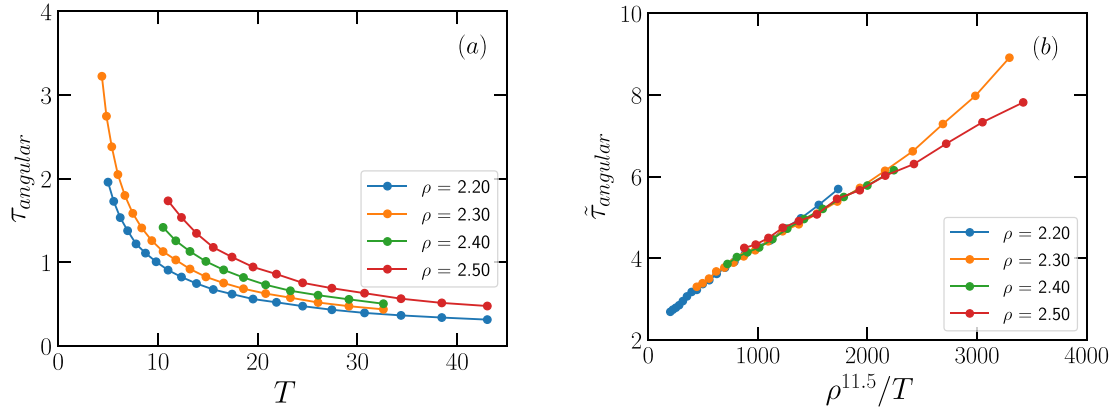 (a)
τ_angular
4
3
2
1
0
0 10 20 30 40
T
ρ = 2.20
ρ = 2.30
ρ = 2.40
ρ = 2.50
(b)
τ̃_angular
10
8
6
4
2
0 1000 2000 3000 4000
ρ^11.5/T
ρ = 2.20
ρ = 2.30
ρ = 2.40
ρ = 2.50